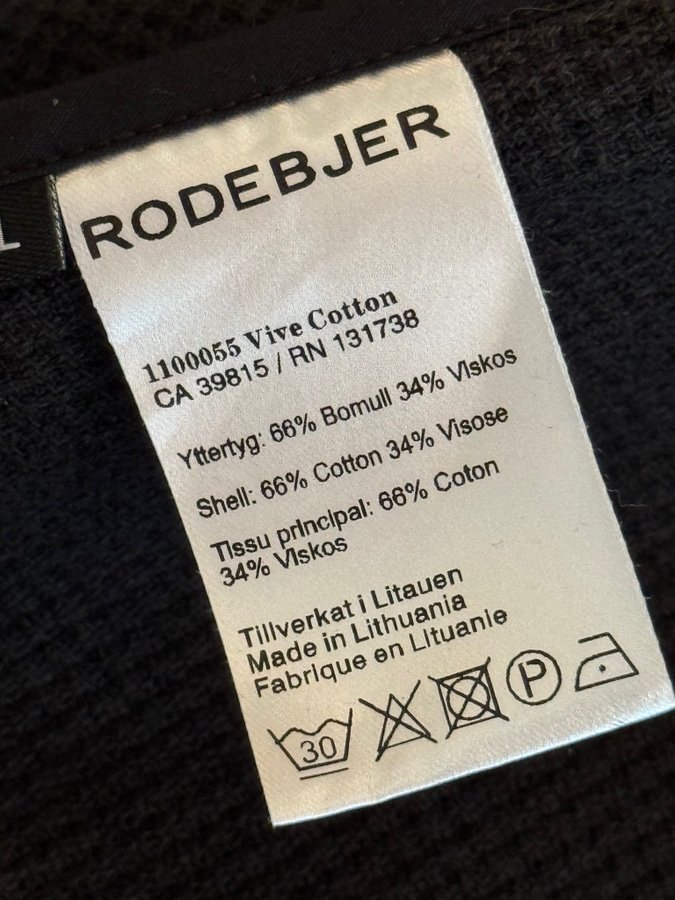 RODEBJER
1100055 Vive Cotton
CA 39815 / RN 131738
Yttertyg: 66% Bomull 34% Viskos
Shell: 66% Cotton 34% Visose
Tissu principal: 66% Coton
34% Viskos
Tillverkat i Litauen
Made in Lithuania
Fabrique en Lituanie
30 P